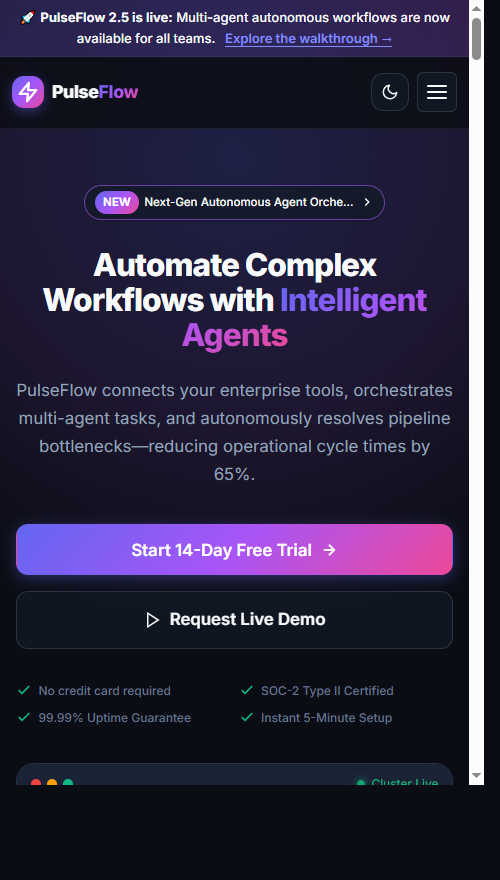 🚀 PulseFlow 2.5 is live: Multi-agent autonomous workflows are now
available for all teams. Explore the walkthrough →
PulseFlow
NEW Next-Gen Autonomous Agent Orche...
Automate Complex
Workflows with Intelligent
Agents
PulseFlow connects your enterprise tools, orchestrates
multi-agent tasks, and autonomously resolves pipeline
bottlenecks—reducing operational cycle times by
65%.
Start 14-Day Free Trial →
Request Live Demo
No credit card required
SOC-2 Type II Certified
99.99% Uptime Guarantee
Instant 5-Minute Setup
Cluster Live